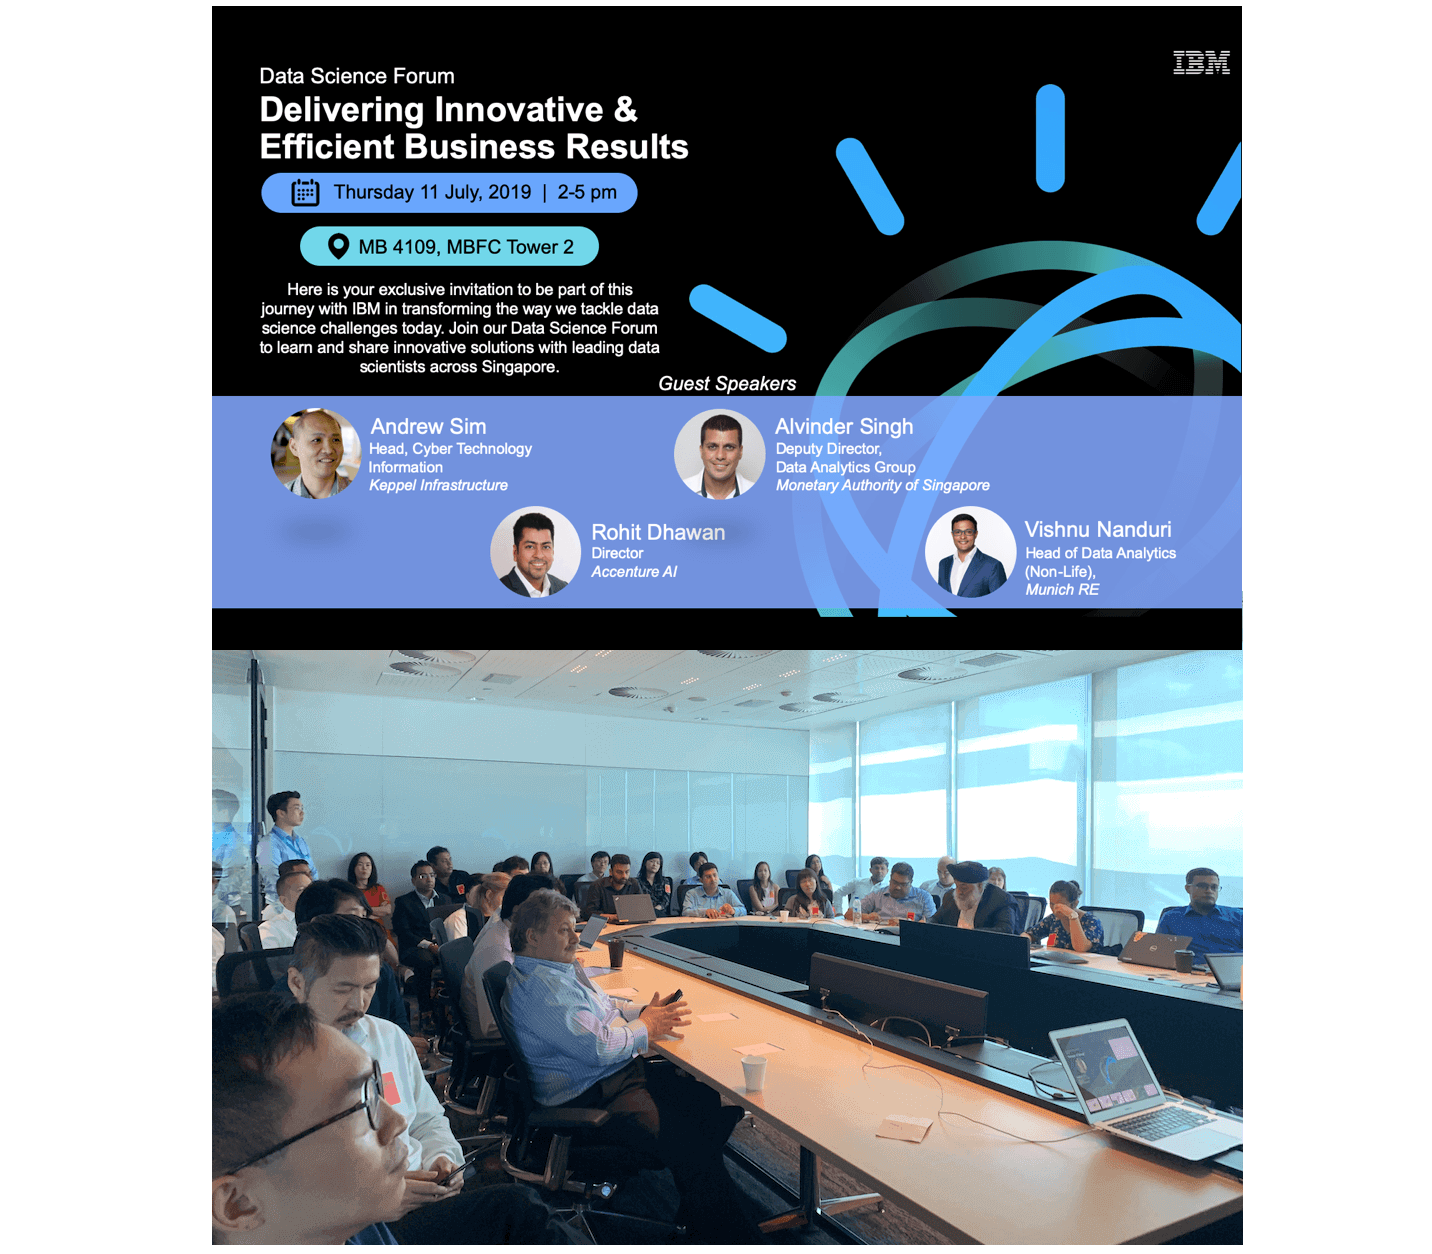 IBM
Data Science Forum
Delivering Innovative &
Efficient Business Results
Thursday 11 July, 2019 | 2-5 pm
MB 4109, MBFC Tower 2
Here is your exclusive invitation to be part of this
journey with IBM in transforming the way we tackle data
science challenges today. Join our Data Science Forum
to learn and share innovative solutions with leading data
scientists across Singapore.
Guest Speakers
Andrew Sim
Head, Cyber Technology
Information
Keppel Infrastructure
Alvinder Singh
Deputy Director,
Data Analytics Group
Monetary Authority of Singapore
Rohit Dhawan
Director
Accenture AI
Vishnu Nanduri
Head of Data Analytics
(Non-Life),
Munich RE